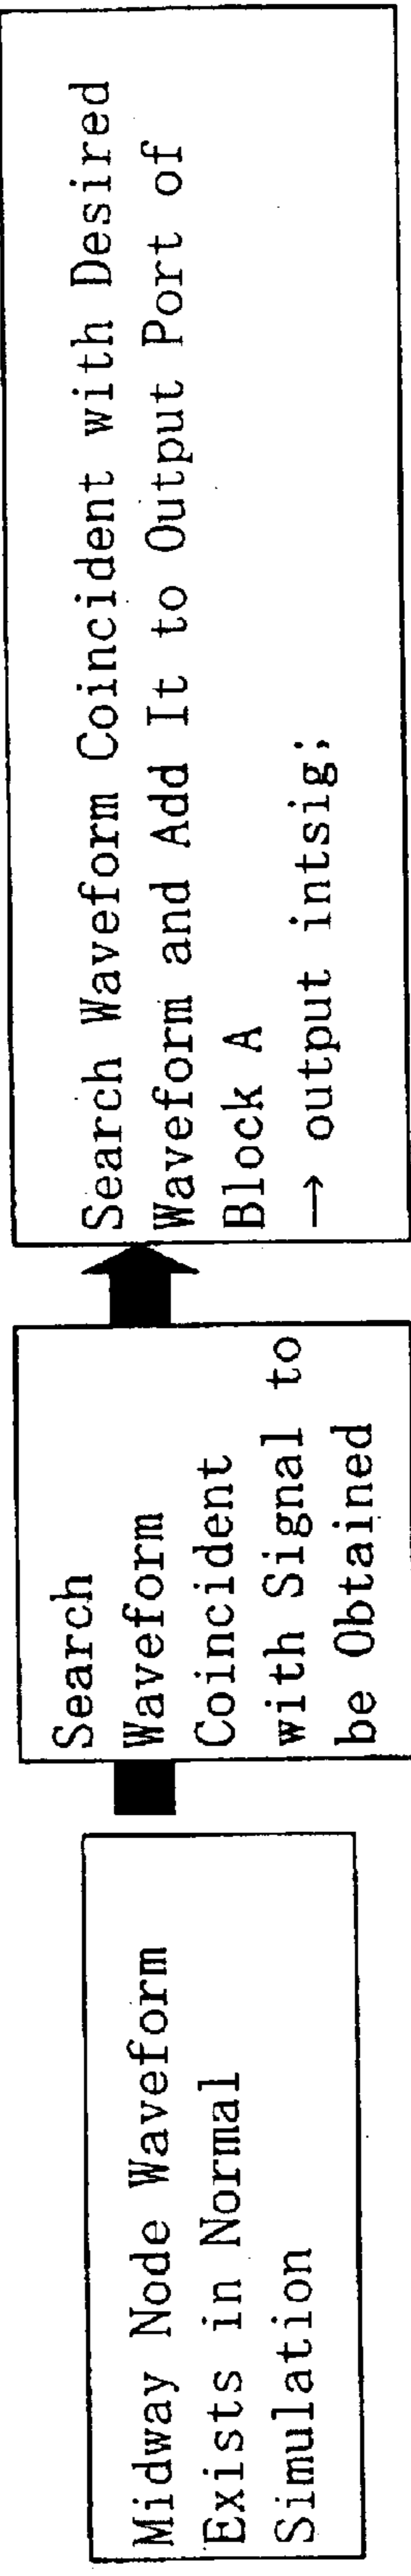 Midway Node Waveform
Exists in Normal
Simulation
Search
Waveform
Coincident
with Signal to
be Obtained
Search Waveform Coincident with Desired
Waveform and Add It to Output Port of
Block A
→ output intsig;